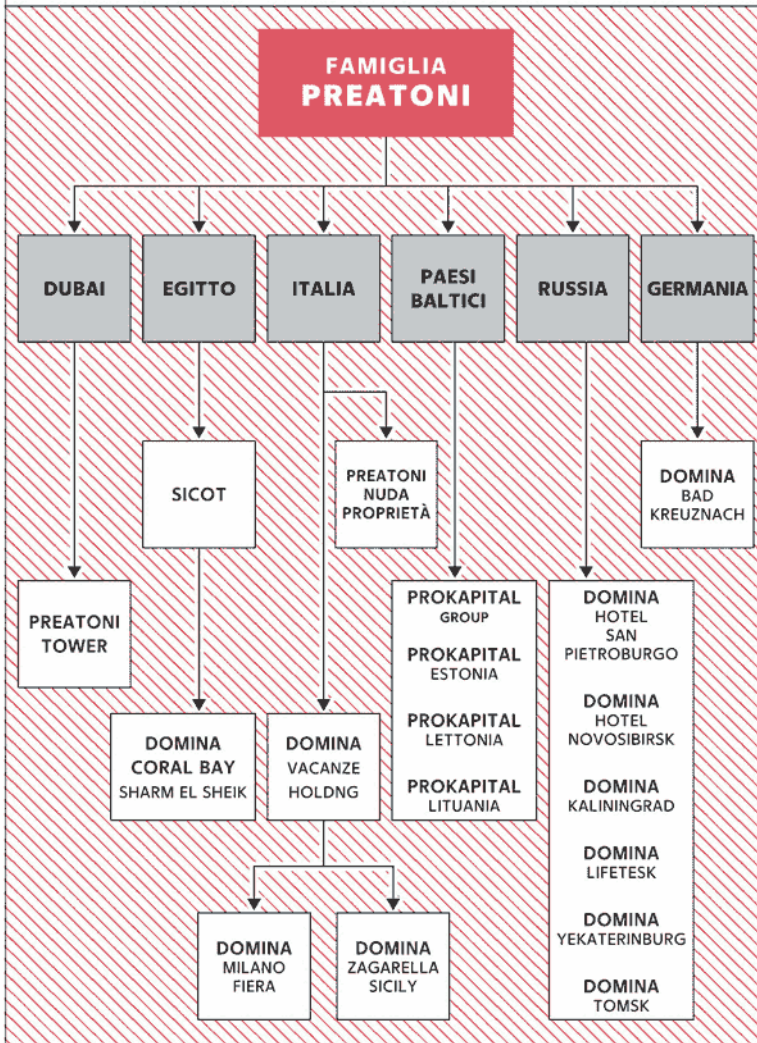 FAMIGLIA
PREATONI
DUBAI
EGITTO
ITALIA
PAESI
BALTICI
RUSSIA
GERMANIA
SICOT
PREATONI
NUDA
PROPRIETÀ
DOMINA
BAD
KREUZNACH
PREATONI
TOWER
PROKAPITAL
GROUP
PROKAPITAL
ESTONIA
PROKAPITAL
LETTONIA
PROKAPITAL
LITUANIA
DOMINA
HOTEL
SAN
PIETROBURGO
DOMINA
HOTEL
NOVOSIBIRSK
DOMINA
KALININGRAD
DOMINA
LIFETESK
DOMINA
YEKATERINBURG
DOMINA
TOMSK
DOMINA
CORAL BAY
SHARM EL SHEIK
DOMINA
VACANZE
HOLDNG
DOMINA
MILANO
FIERA
DOMINA
ZAGARELLA
SICILY